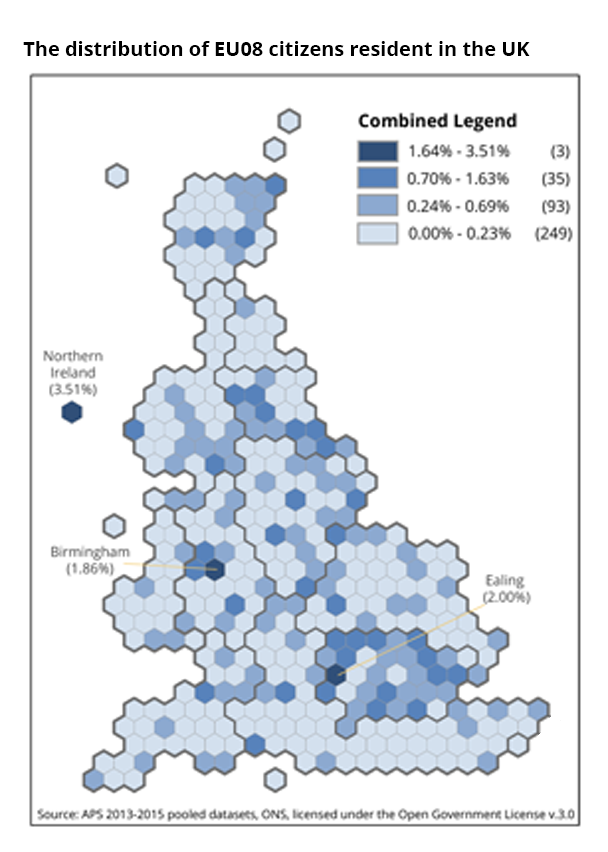 The distribution of EU08 citizens resident in the UK
Combined Legend
1.64% - 3.51% (3)
0.70% - 1.63% (35)
0.24% - 0.69% (93)
0.00% - 0.23% (249)
Northern
Ireland
(3.51%)
Birmingham
(1.86%)
Ealing
(2.00%)
Source: APS 2013-2015 pooled datasets, ONS, licensed under the Open Government License v.3.0